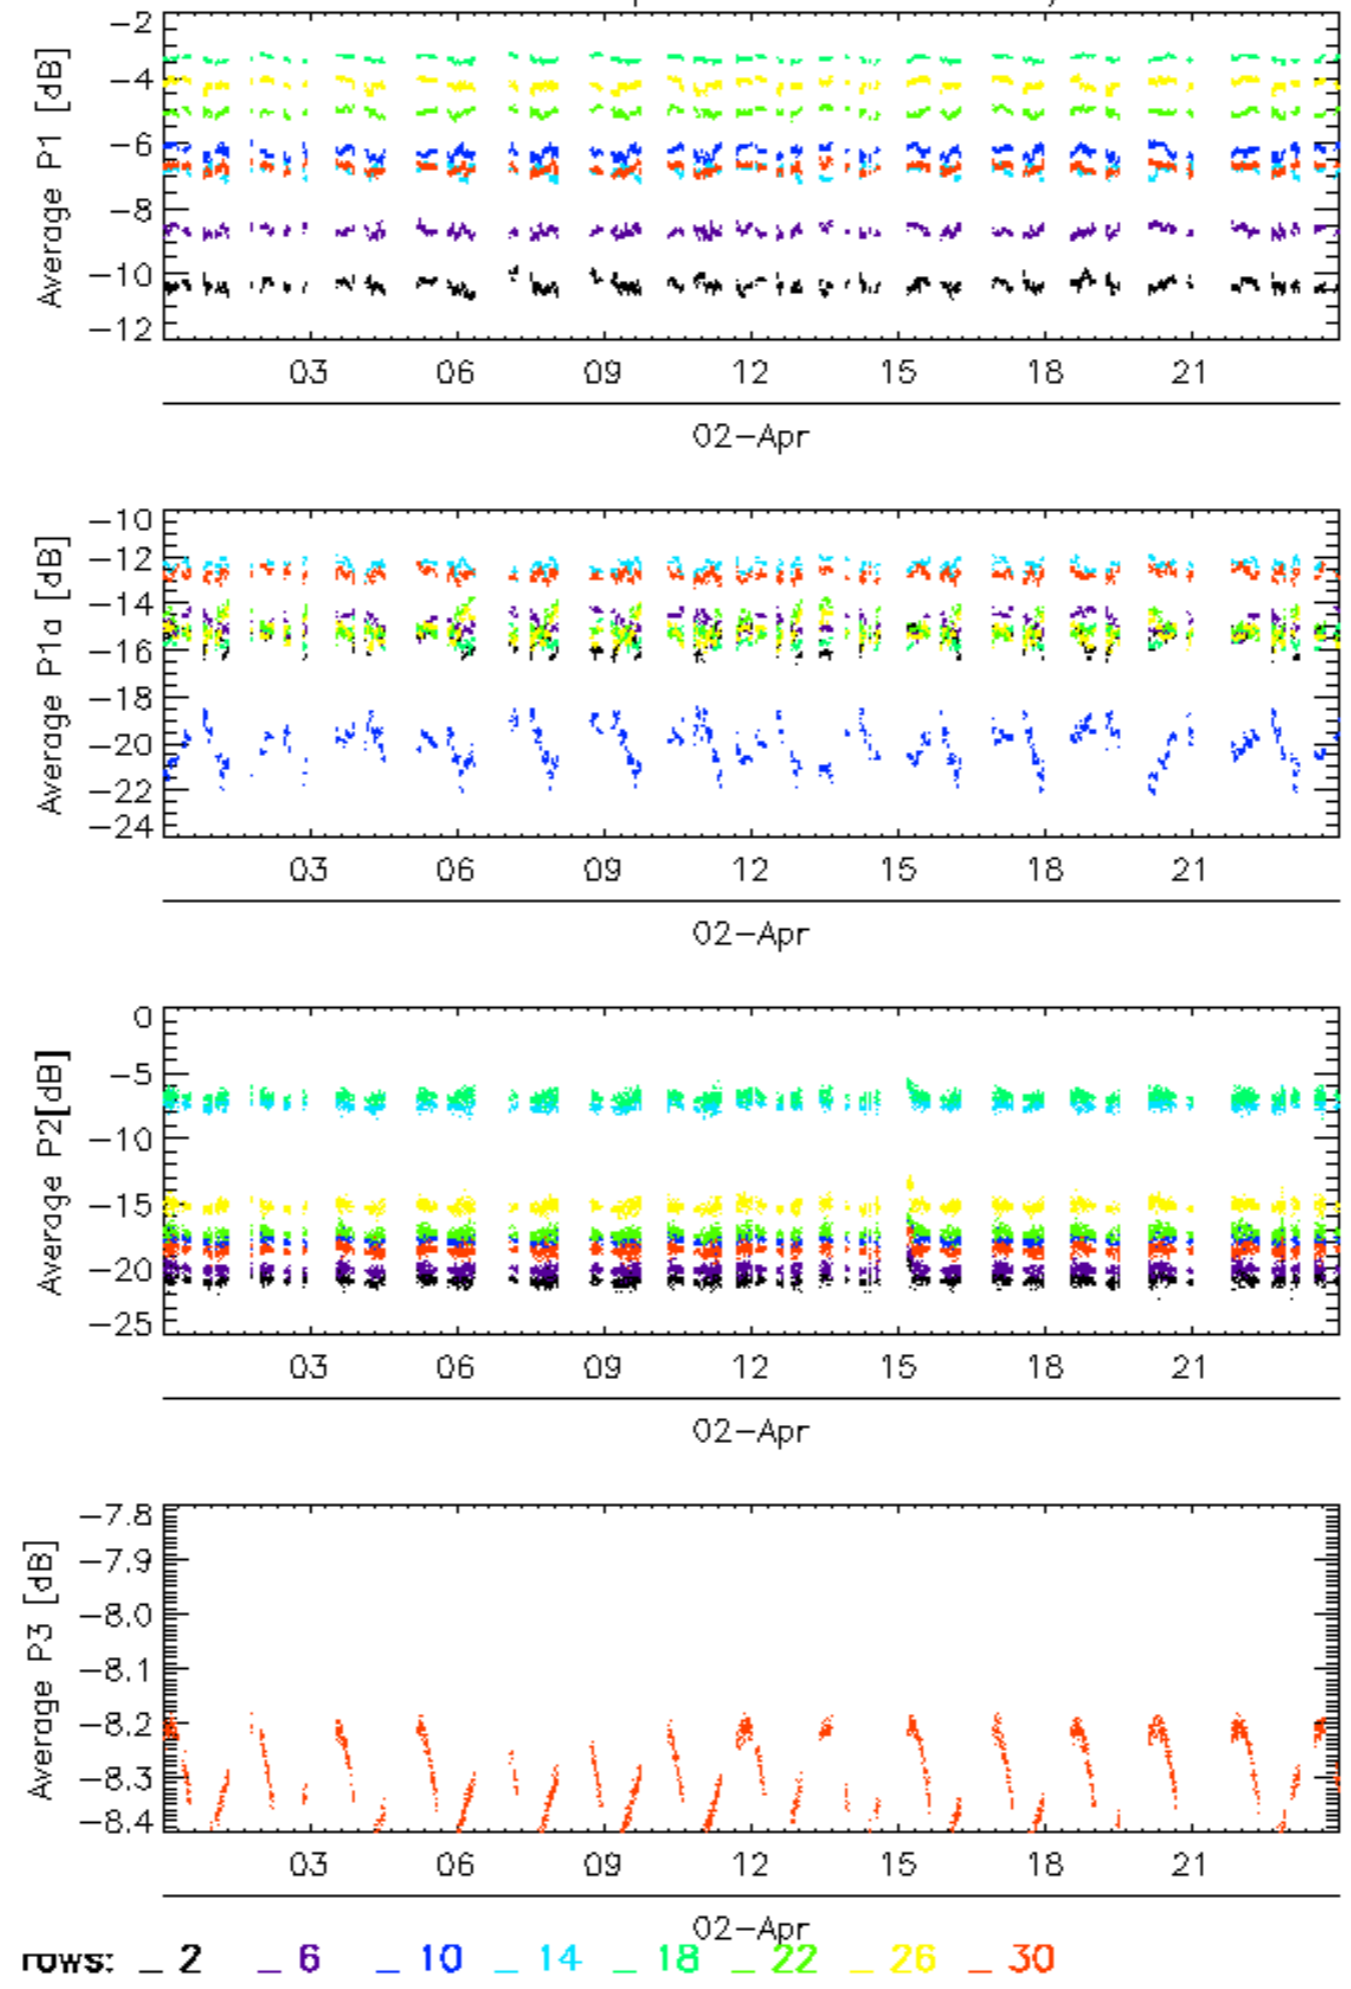 Average P1 [dB]
-2
-4
-6
-8
-10
-12
03 06 09 12 15 18 21
02-Apr
Average P1a [dB]
-10
-12
-14
-16
-18
-20
-22
-24
03 06 09 12 15 18 21
02-Apr
Average P2[dB]
0
-5
-10
-15
-20
-25
03 06 09 12 15 18 21
02-Apr
Average P3 [dB]
-7.8
-7.9
-8.0
-8.1
-8.2
-8.3
-8.4
03 06 09 12 15 18 21
02-Apr
rows: _ 2 _ 6 _ 10 _ 14 _ 18 _ 22 _ 26 _ 30